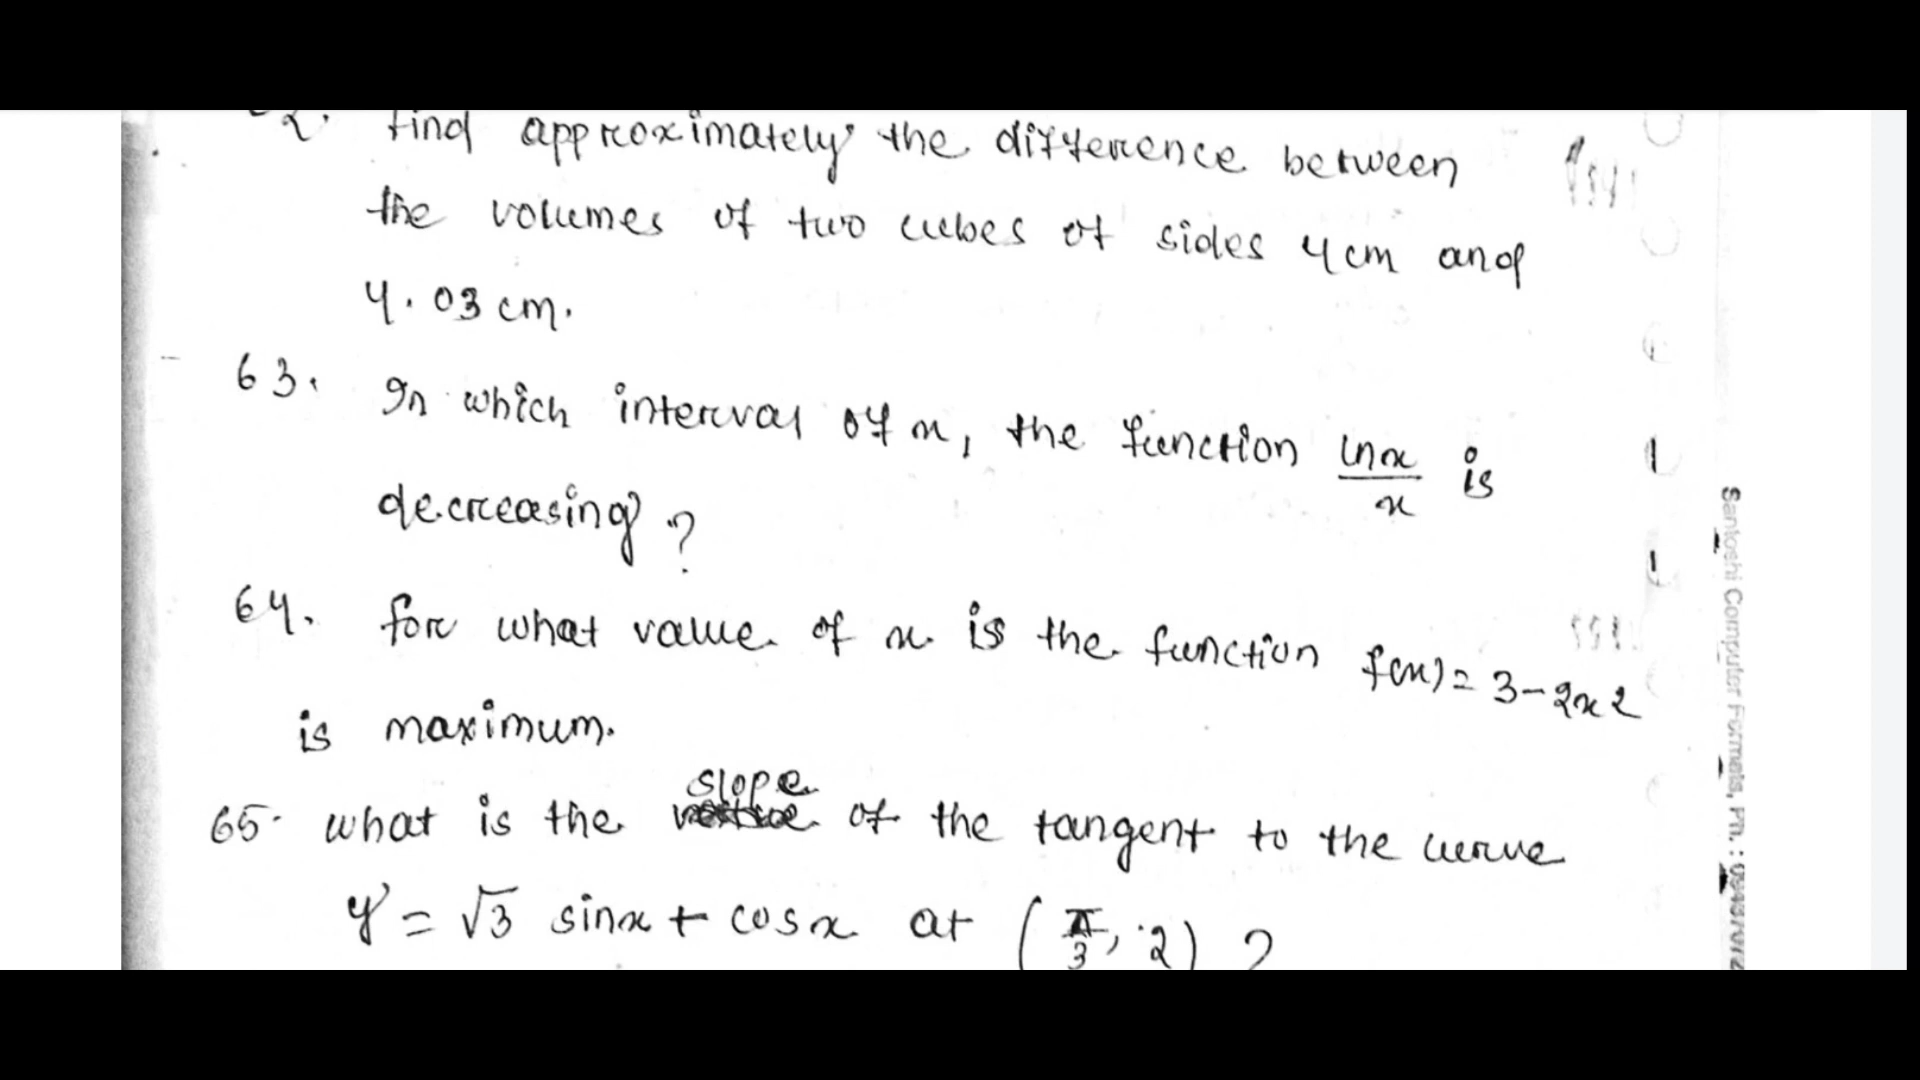 2. find approximately the difference between
the volumes of two cubes of sides 4cm and
4.03 cm.
63. In which interval of x, the function lnx/x is
decreasing?
64. for what value of x is the function f(x) = 3-2x2
is maximum.
slope
65. what is the of the tangent to the curve
y = √3 sinx + cosx at (π/3, 2) ?
Santoshi Computer Formats, Ph. :